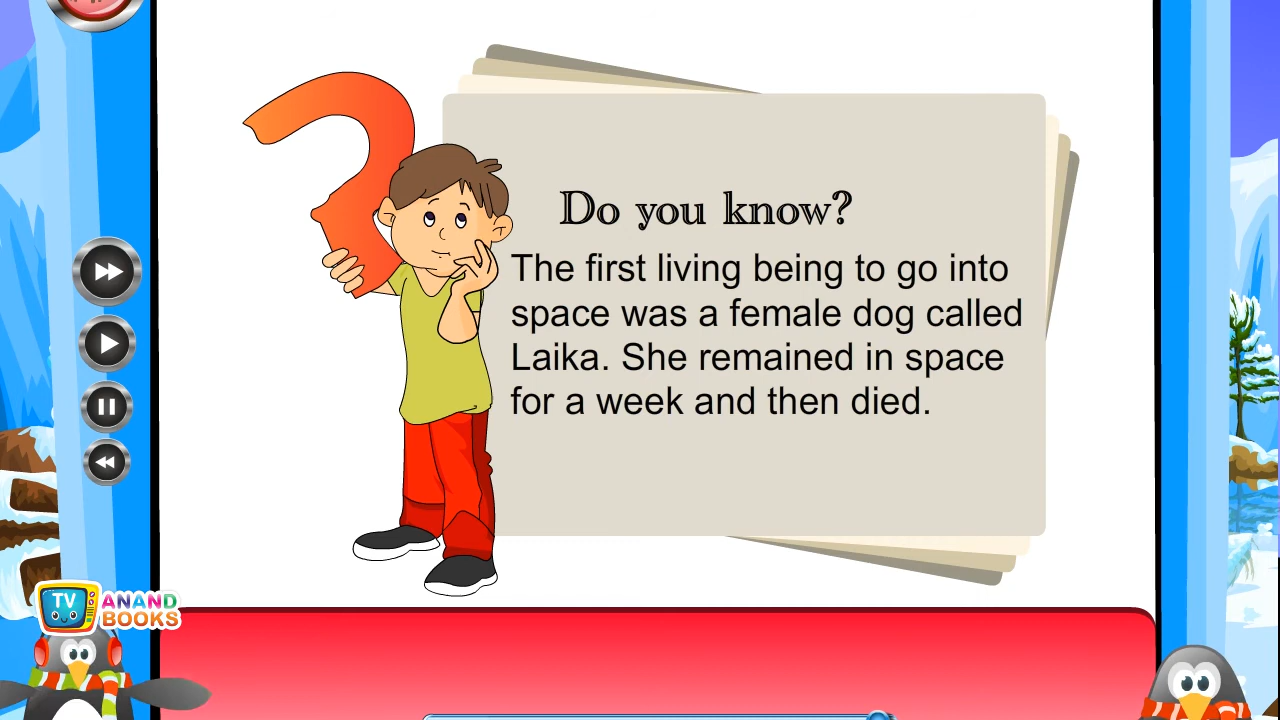 Do you know?
The first living being to go into
space was a female dog called
Laika. She remained in space
for a week and then died.
TV ANAND
BOOKS